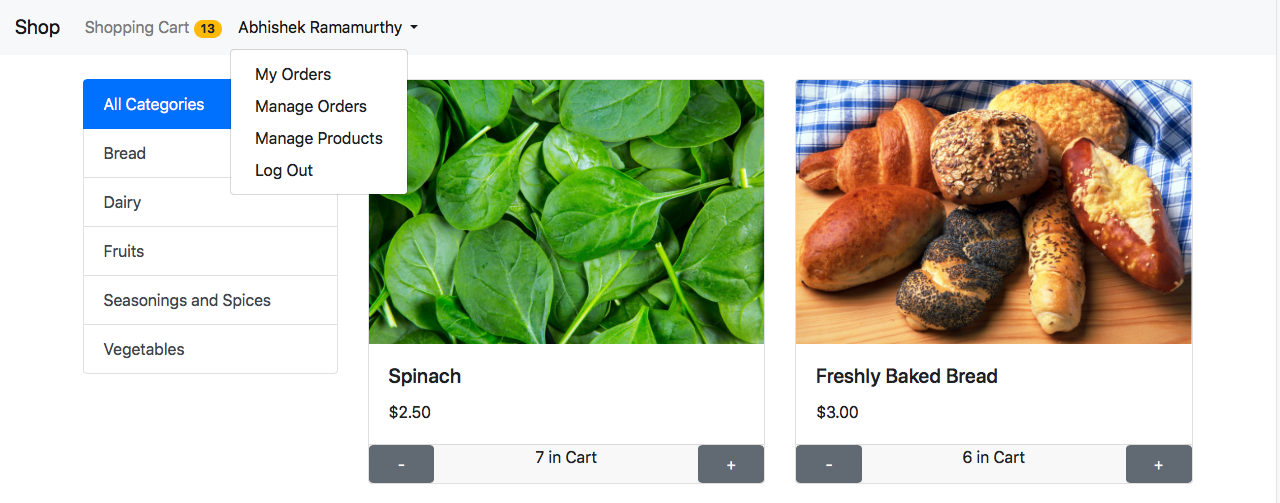 Shop Shopping Cart 13 Abhishek Ramamurthy
My Orders
Manage Orders
Manage Products
Log Out
All Categories
Bread
Dairy
Fruits
Seasonings and Spices
Vegetables
Spinach
$2.50
- 7 in Cart +
Freshly Baked Bread
$3.00
- 6 in Cart +